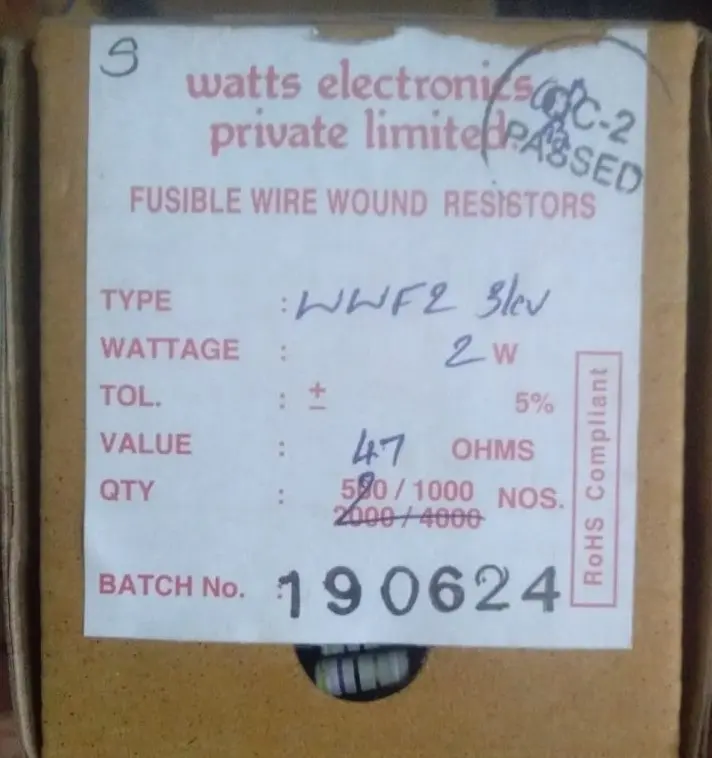 S
watts electronics
private limited
QC-2
PASSED
FUSIBLE WIRE WOUND RESISTORS
TYPE : WWF2 3kv
WATTAGE : 2 W
TOL. : ± 5%
VALUE : 47 OHMS
QTY : 500 / 1000 NOS.
2000 / 4000
BATCH No. : 190624
RoHS Compliant